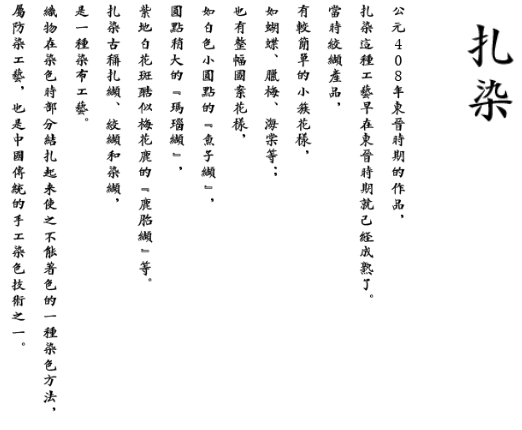 扎染
公元408年東晉時期的作品，
扎染這種工藝早在東晉時期就已經成熟了。
當時絞纈產品，
有較簡單的小簇花樣，
如蝴蝶、臘梅、海棠等；
也有整幅圖案花樣，
如白色小圓點的『魚子纈』，
圓點稍大的『瑪瑙纈』，
紫地白花斑酷似梅花鹿的『鹿胎纈』等。
扎染古稱扎纈、絞纈和染纈，
是一種染布工藝。
織物在染色時部分結扎起來使之不能著色的一種染色方法，
屬防染工藝，也是中國傳統的手工染色技術之一。